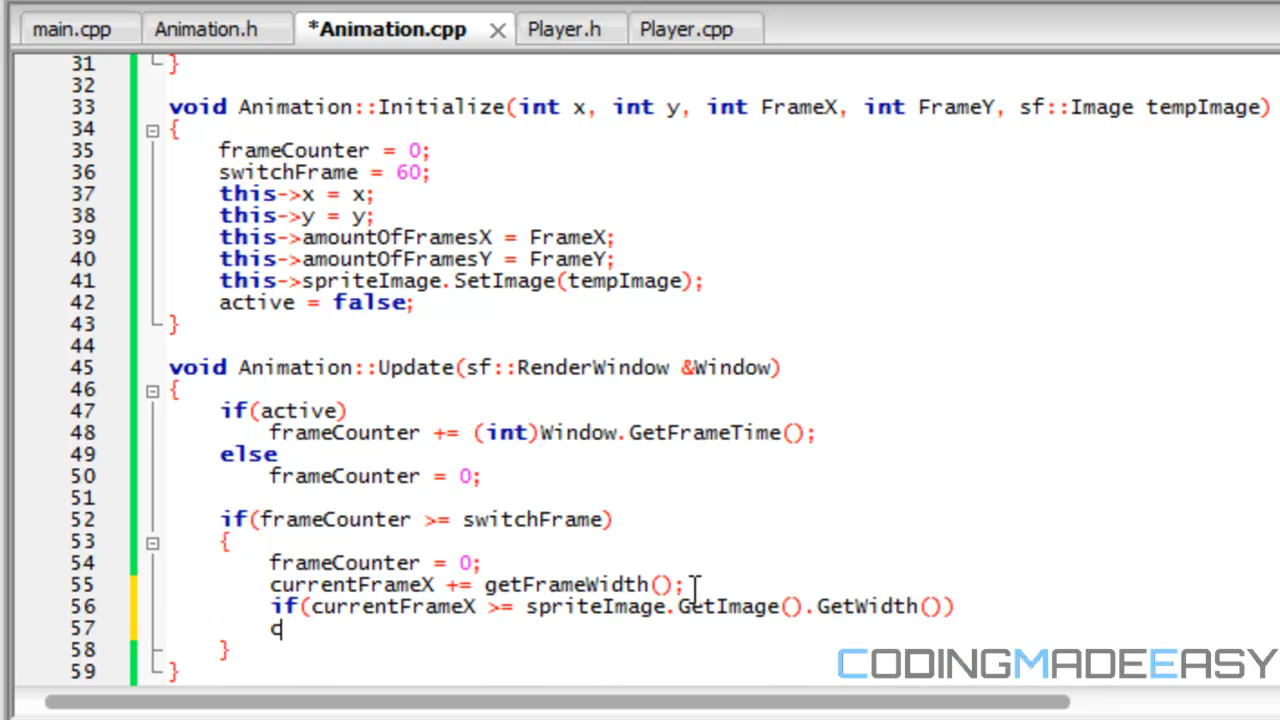 main.cpp Animation.h *Animation.cpp Player.h Player.cpp
31 }
32
33 void Animation::Initialize(int x, int y, int FrameX, int FrameY, sf::Image tempImage)
34 {
35 frameCounter = 0;
36 switchFrame = 60;
37 this->x = x;
38 this->y = y;
39 this->amountOfFramesX = FrameX;
40 this->amountOfFramesY = FrameY;
41 this->spriteImage.SetImage(tempImage);
42 active = false;
43 }
44
45 void Animation::Update(sf::RenderWindow &Window)
46 {
47 if(active)
48 frameCounter += (int)Window.GetFrameTime();
49 else
50 frameCounter = 0;
51
52 if(frameCounter >= switchFrame)
53 {
54 frameCounter = 0;
55 currentFrameX += getFrameWidth();
56 if(currentFrameX >= spriteImage.GetImage().GetWidth())
57 c
58 }
59 }
CODINGMADEEASY